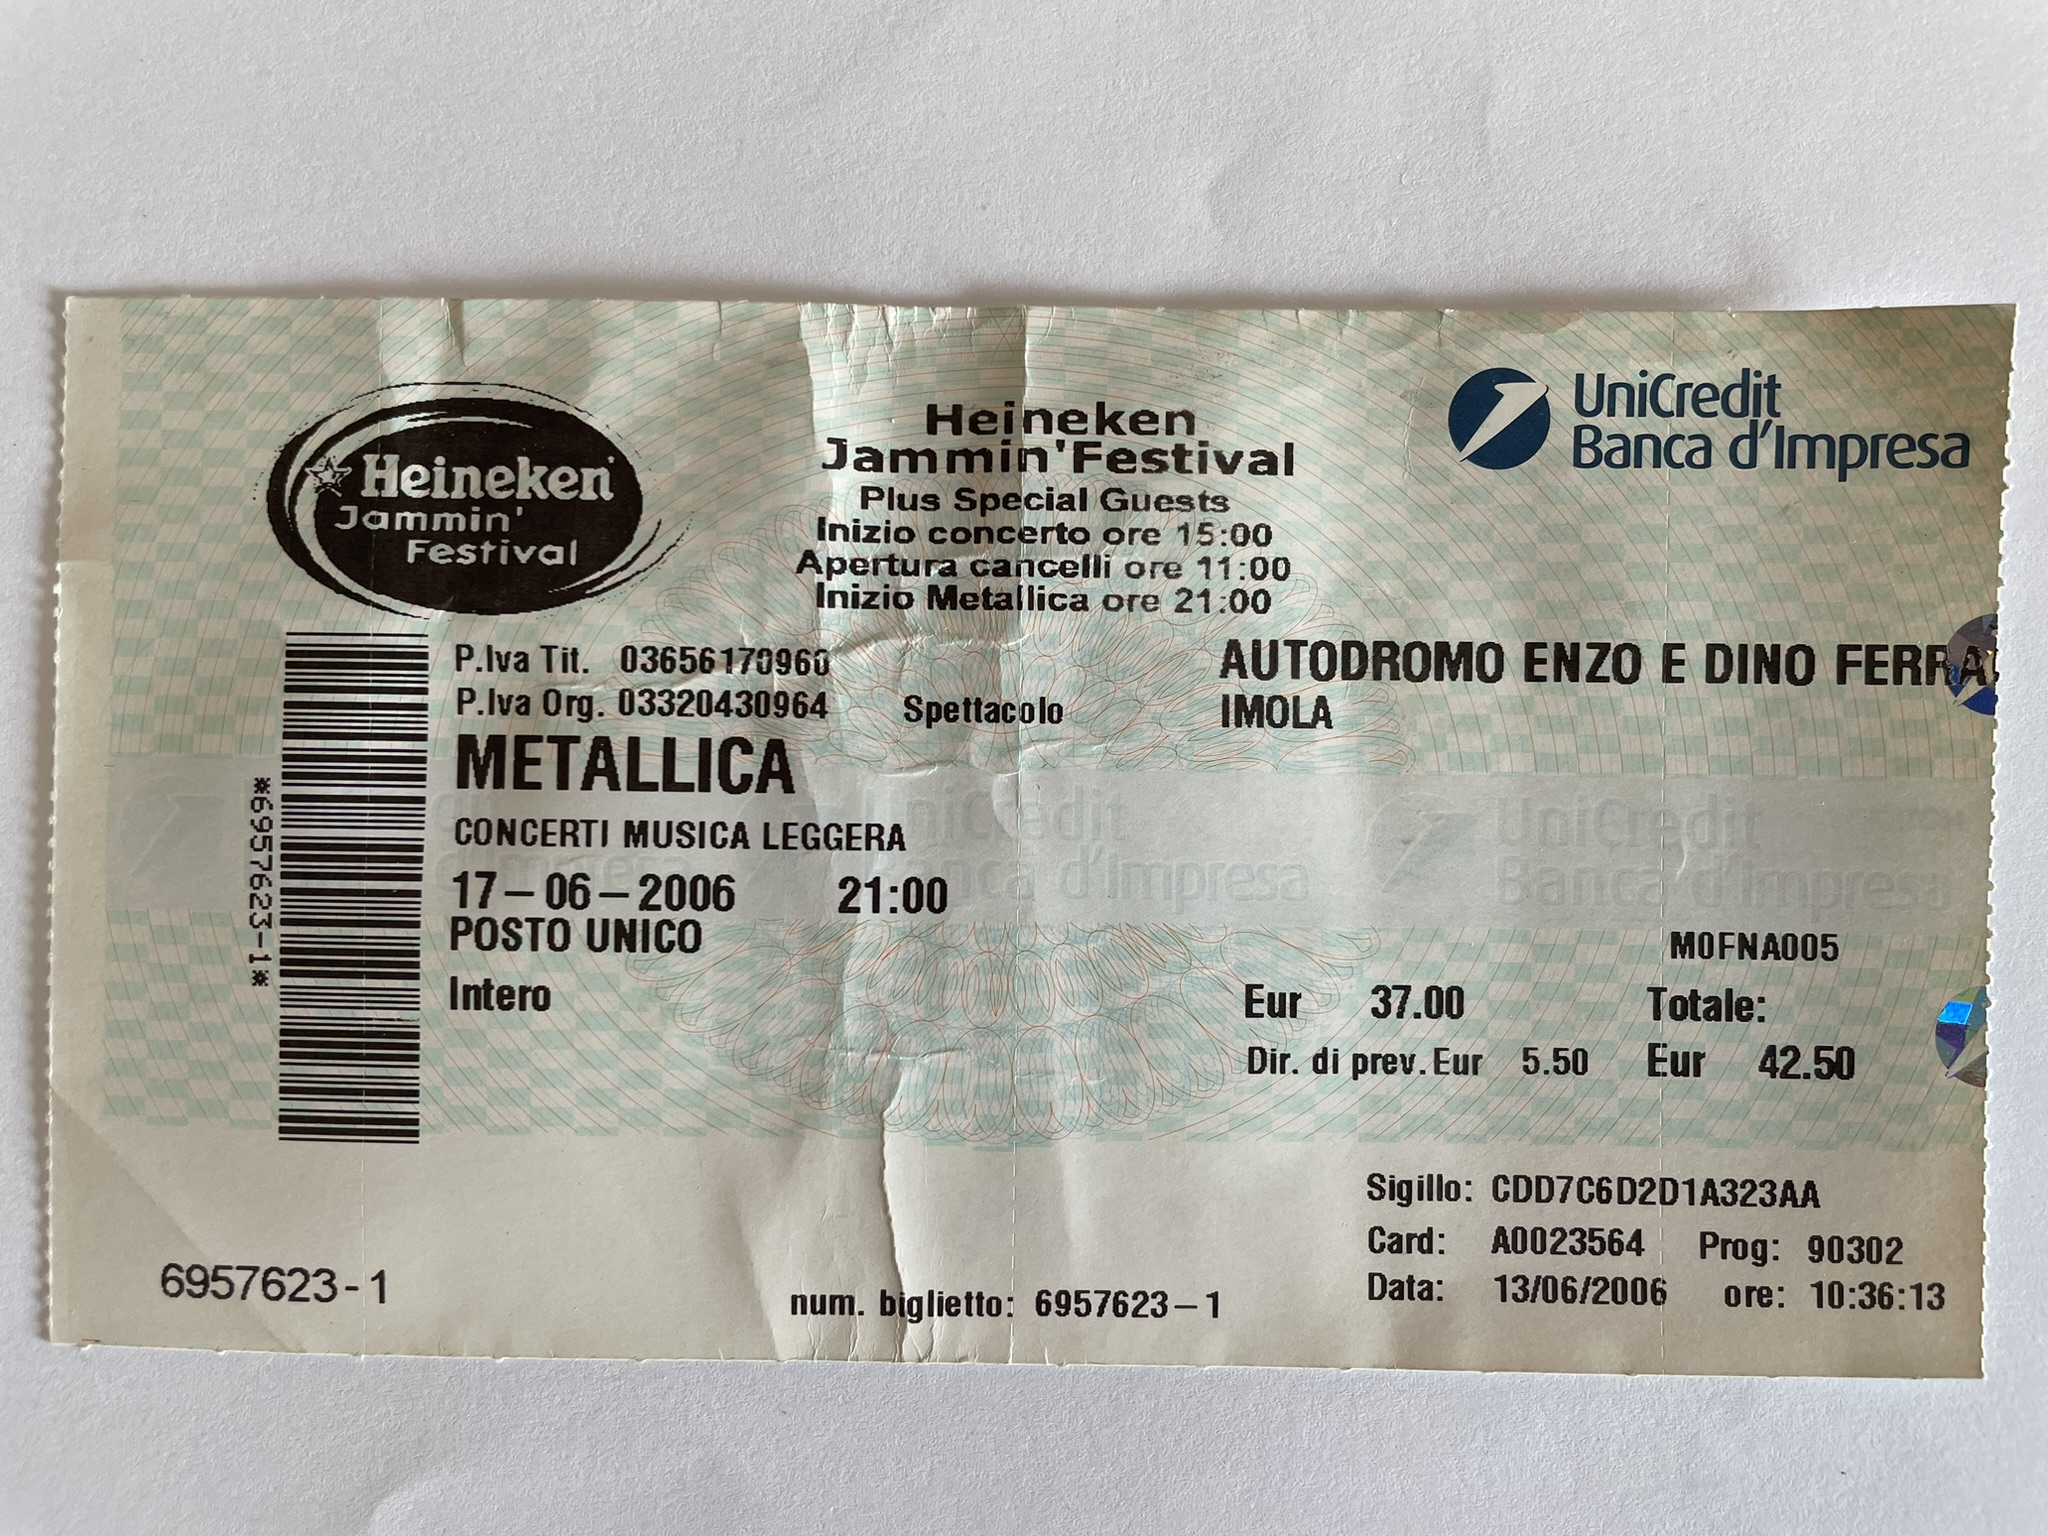 Heineken
Jammin'
Festival
Heineken
Jammin'Festival
Plus Special Guests
Inizio concerto ore 15:00
Apertura cancelli ore 11:00
Inizio Metallica ore 21:00
UniCredit
Banca d'Impresa
P.Iva Tit. 03656170960
P.Iva Org. 03320430964
Spettacolo
AUTODROMO ENZO E DINO FERRA
IMOLA
METALLICA
CONCERTI MUSICA LEGGERA
17-06-2006 21:00
POSTO UNICO
Intero
*6957623-1*
UniCredit
Banca d'Impresa
UniCredit
Banca d'Impresa
M0FNA005
Eur 37.00 Totale:
Dir. di prev. Eur 5.50 Eur 42.50
Sigillo: CDD7C6D2D1A323AA
Card: A0023564 Prog: 90302
Data: 13/06/2006 ore: 10:36:13
6957623-1
num. biglietto: 6957623-1